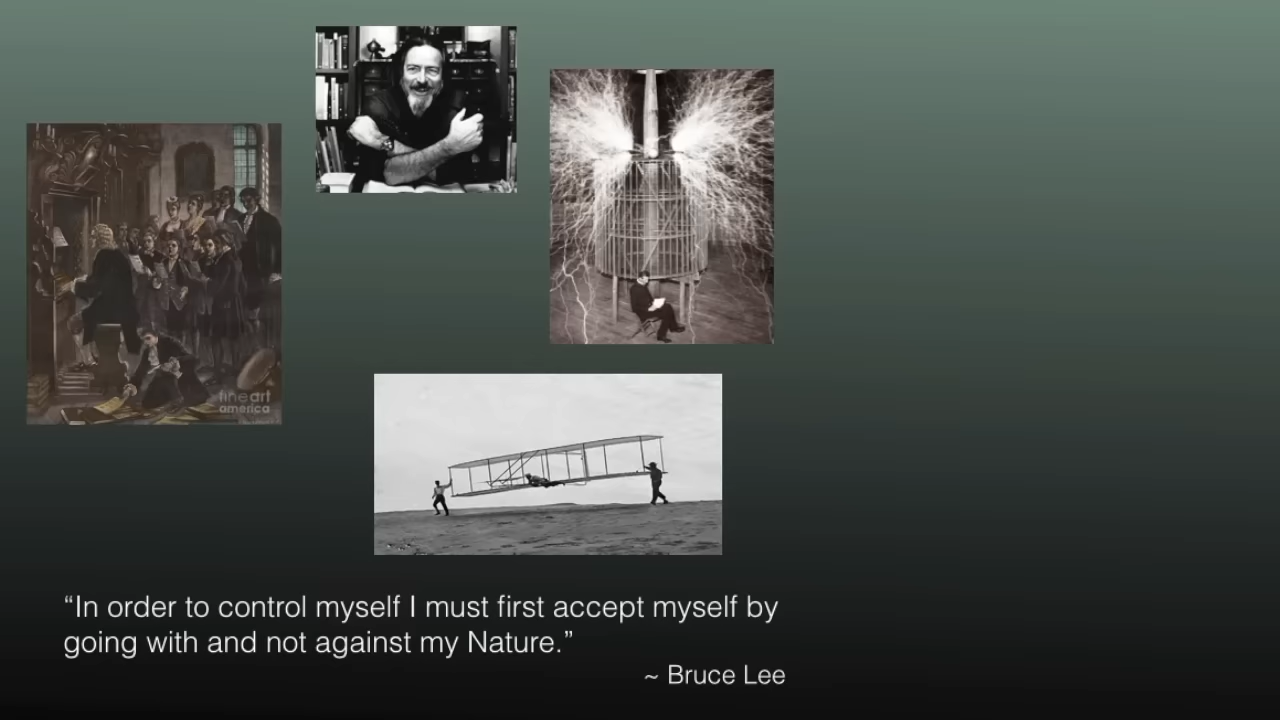 fineart
america
“In order to control myself I must first accept myself by
going with and not against my Nature.”
~ Bruce Lee